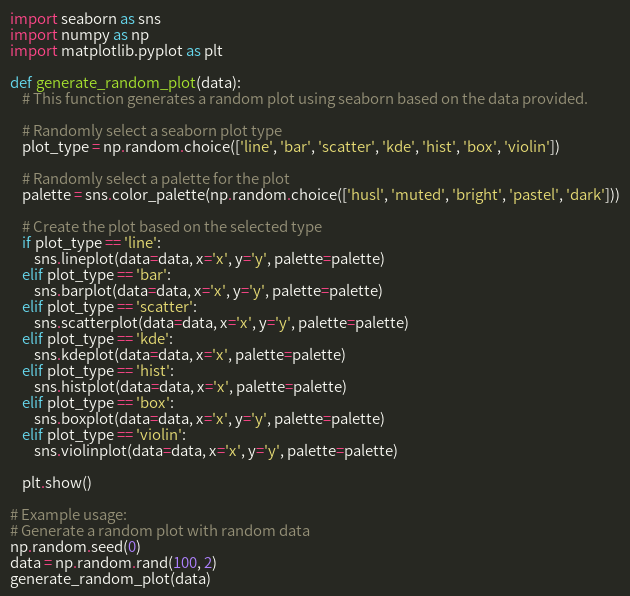 import seaborn as sns
import numpy as np
import matplotlib.pyplot as plt

def generate_random_plot(data):
    # This function generates a random plot using seaborn based on the data provided.

    # Randomly select a seaborn plot type
    plot_type = np.random.choice(['line', 'bar', 'scatter', 'kde', 'hist', 'box', 'violin'])

    # Randomly select a palette for the plot
    palette = sns.color_palette(np.random.choice(['husl', 'muted', 'bright', 'pastel', 'dark']))

    # Create the plot based on the selected type
    if plot_type == 'line':
        sns.lineplot(data=data, x='x', y='y', palette=palette)
    elif plot_type == 'bar':
        sns.barplot(data=data, x='x', y='y', palette=palette)
    elif plot_type == 'scatter':
        sns.scatterplot(data=data, x='x', y='y', palette=palette)
    elif plot_type == 'kde':
        sns.kdeplot(data=data, x='x', palette=palette)
    elif plot_type == 'hist':
        sns.histplot(data=data, x='x', palette=palette)
    elif plot_type == 'box':
        sns.boxplot(data=data, x='x', y='y', palette=palette)
    elif plot_type == 'violin':
        sns.violinplot(data=data, x='x', y='y', palette=palette)

    plt.show()

# Example usage:
# Generate a random plot with random data
np.random.seed(0)
data = np.random.rand(100, 2)
generate_random_plot(data)